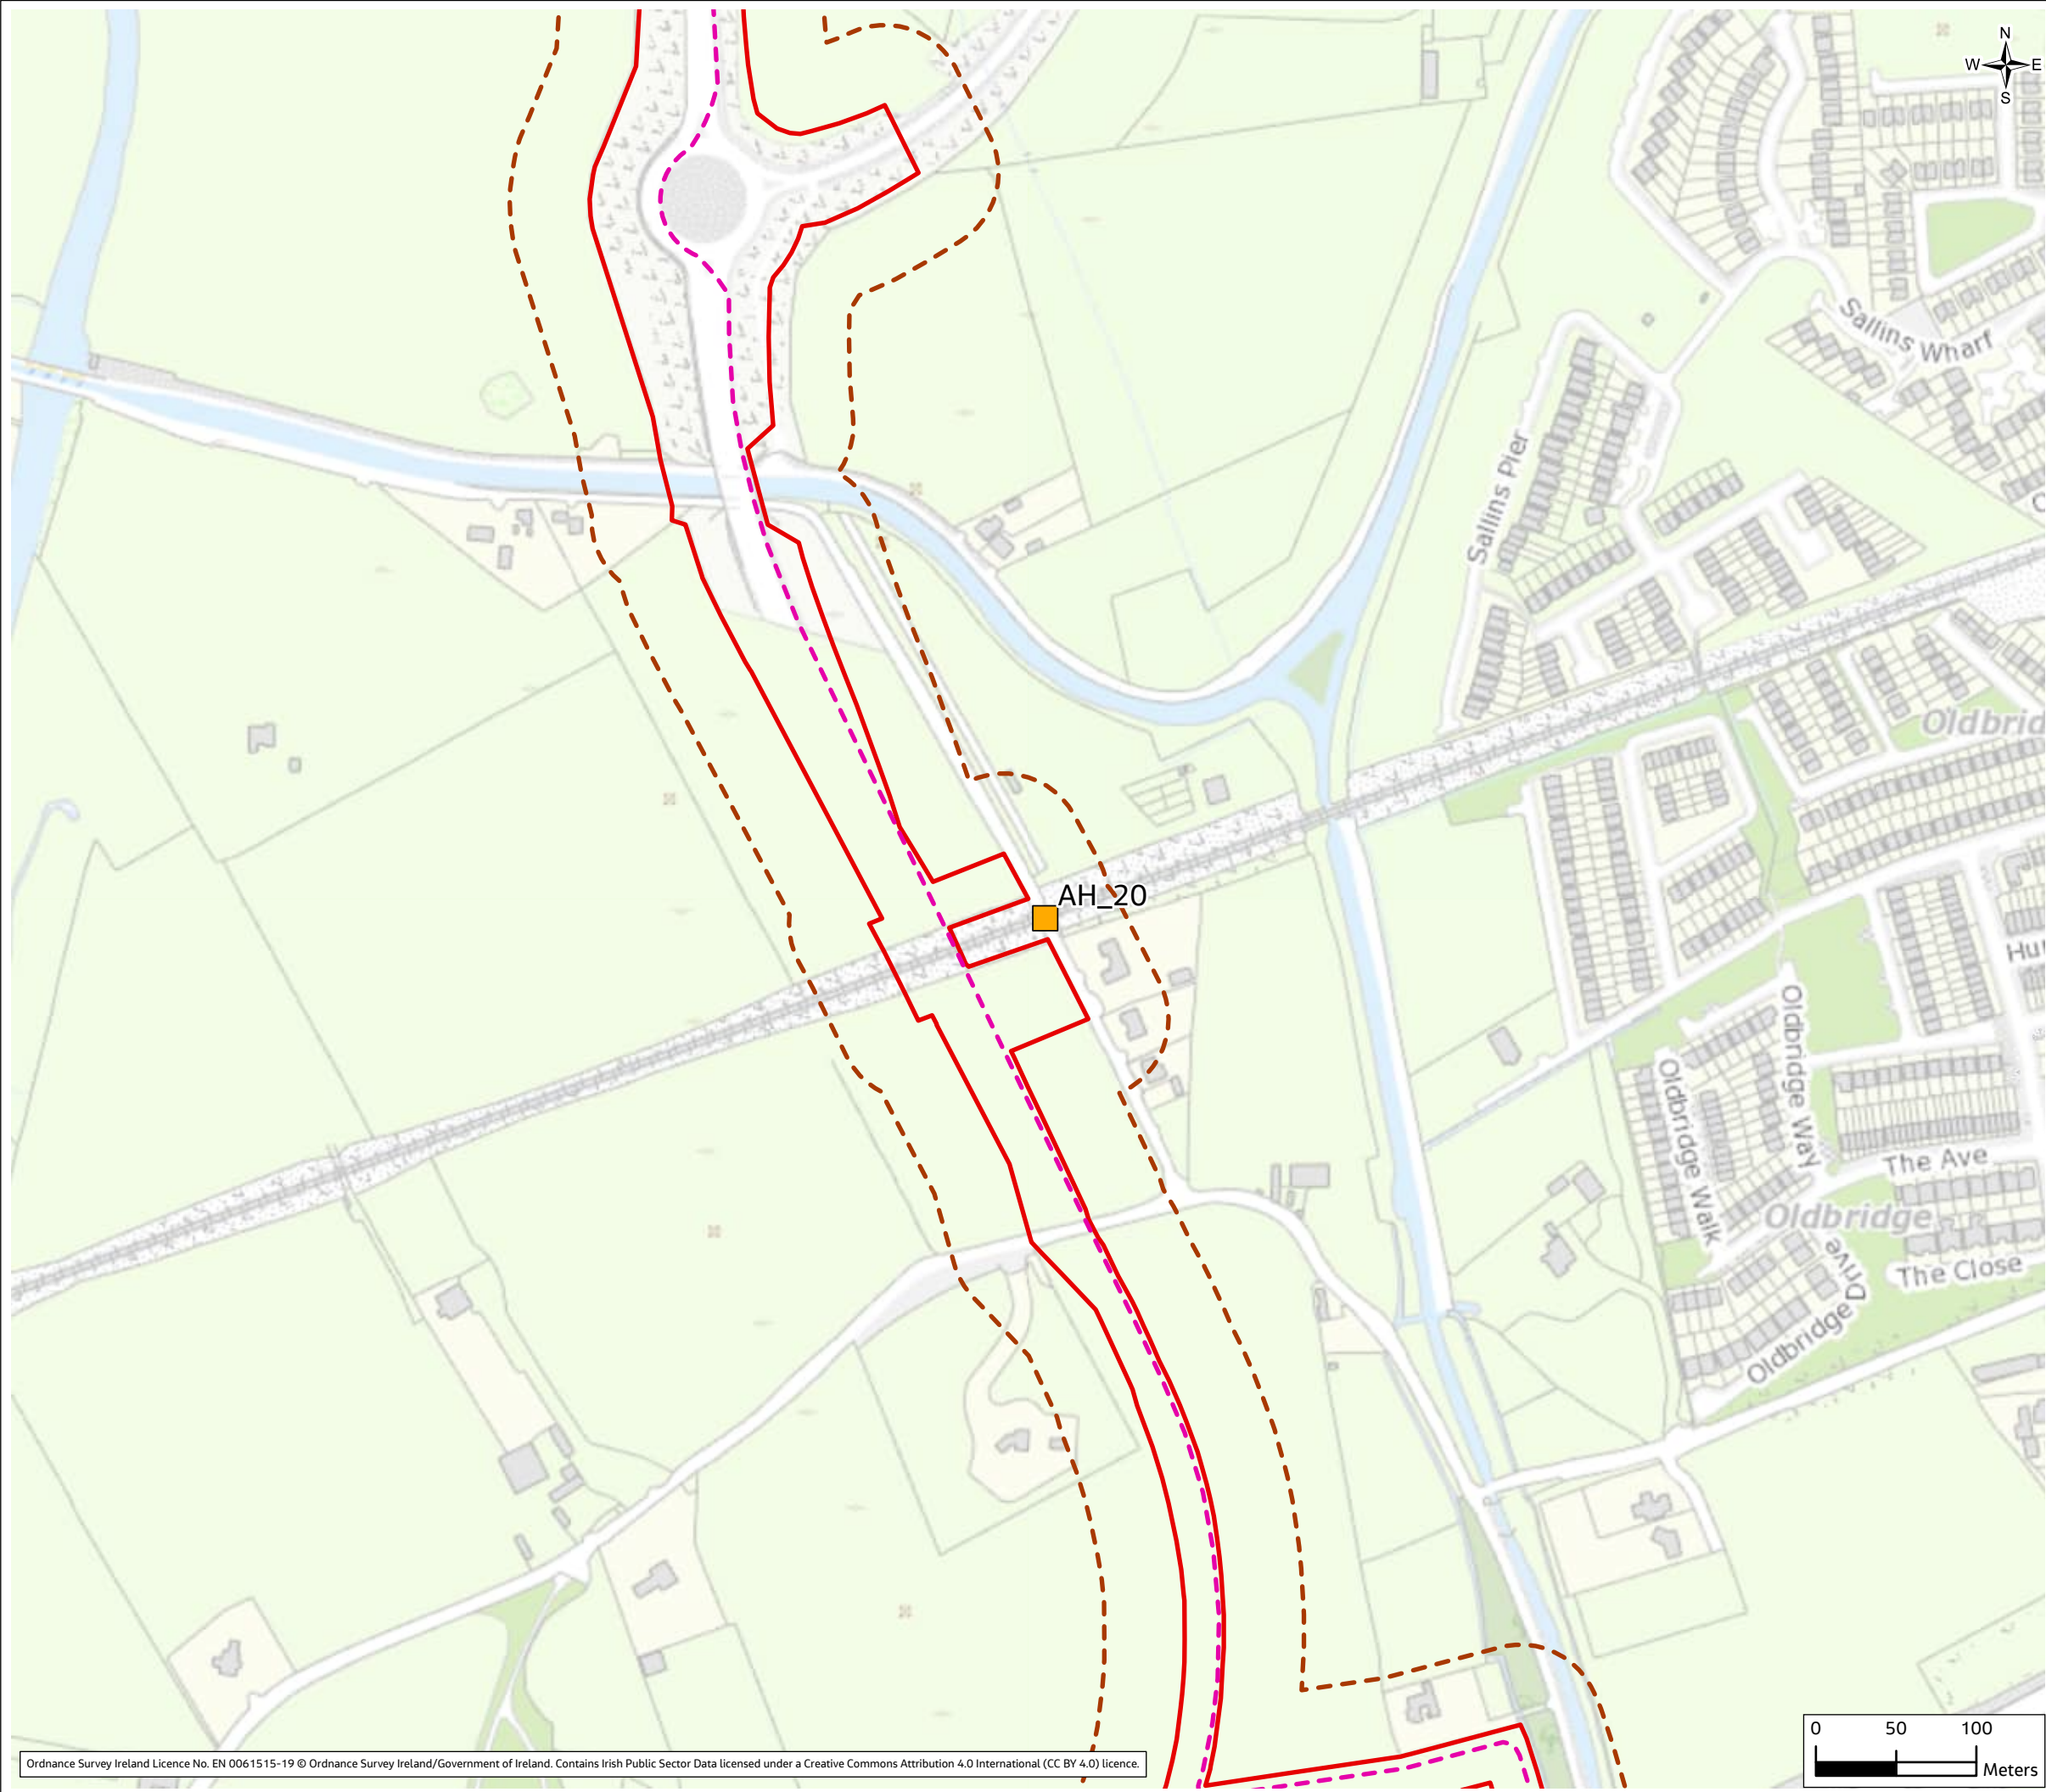 N
W E
S
Sallins Wharf
Sallins Pier
AH_20
Oldbridge Way
Oldbridge Walk
The Ave
Oldbridge
The Close
Oldbridge Drive
0 50 100
Meters
Ordnance Survey Ireland Licence No. EN 0061515-19 © Ordnance Survey Ireland/Government of Ireland. Contains Irish Public Sector Data licensed under a Creative Commons Attribution 4.0 International (CC BY 4.0) licence.